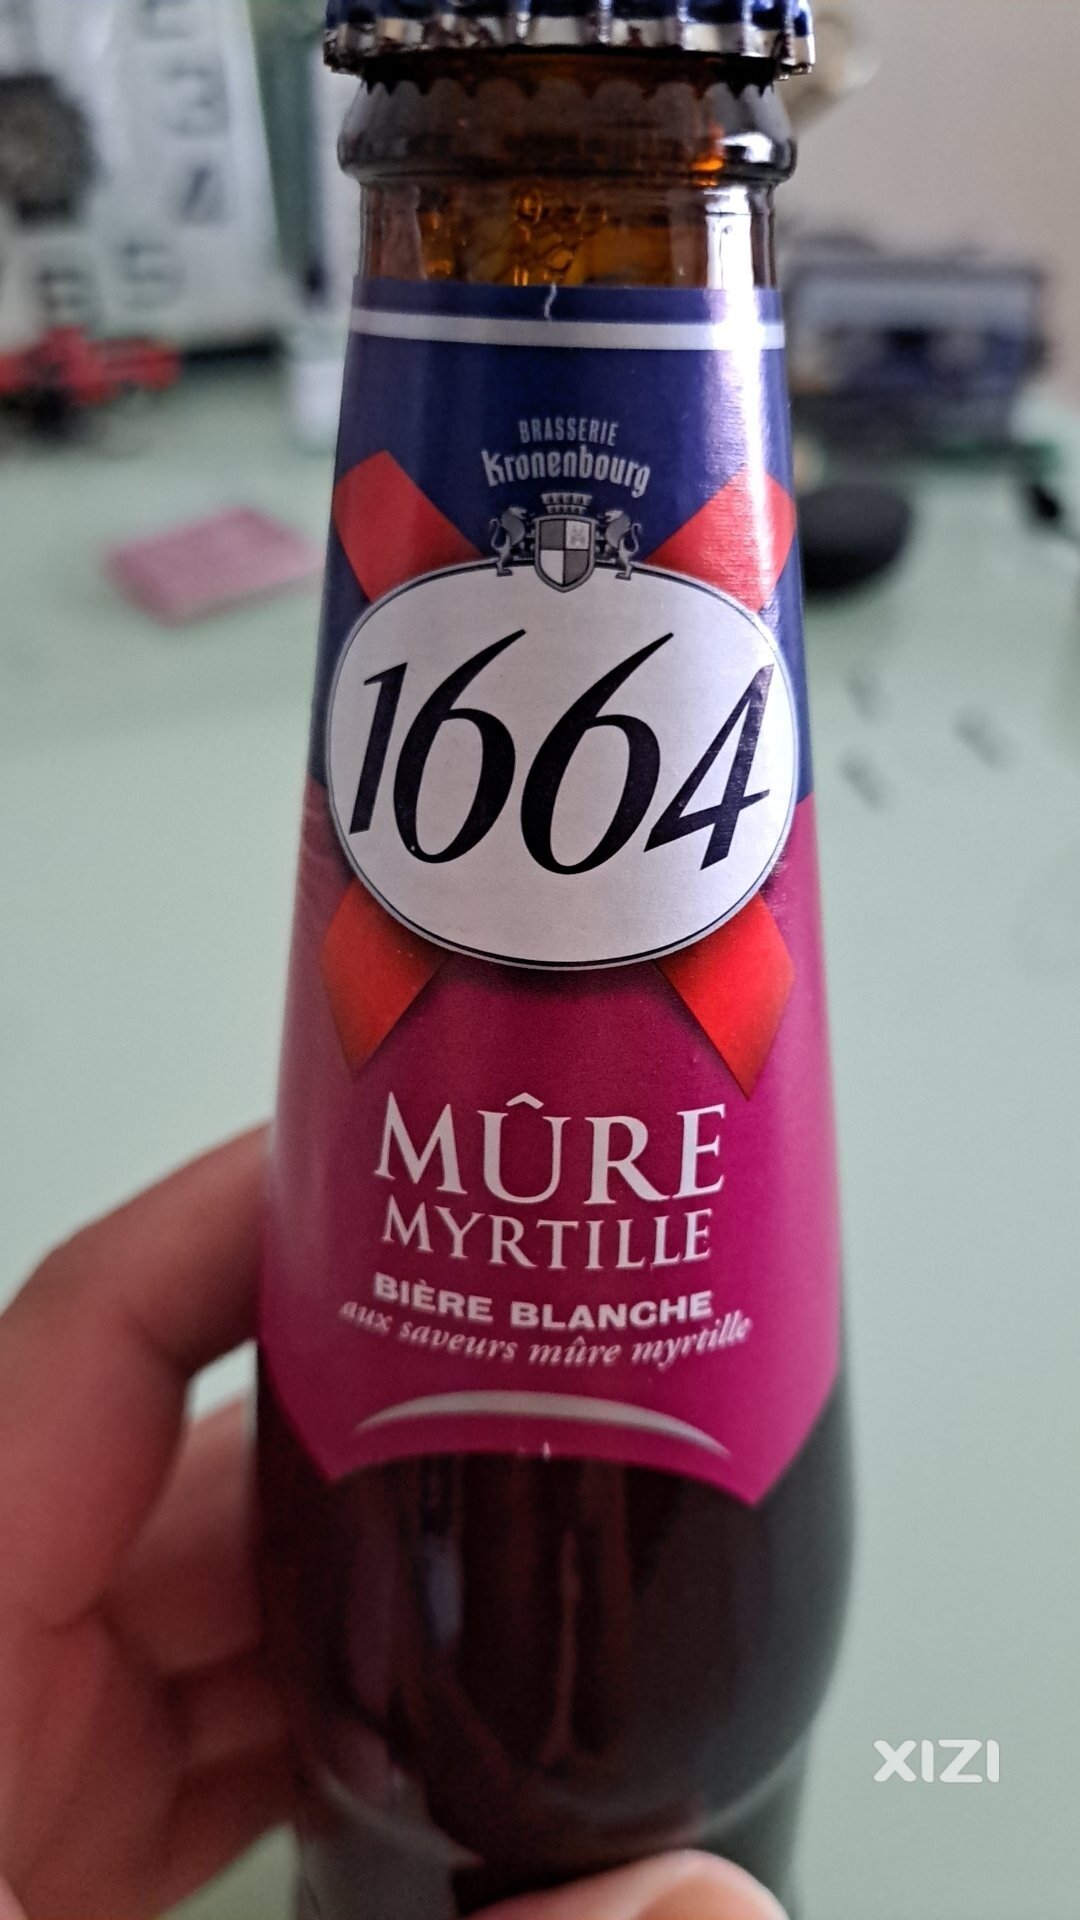 BRASSERIE
Kronenbourg
1664
MÛRE
MYRTILLE
BIÈRE BLANCHE
aux saveurs mûre myrtille
XIZI